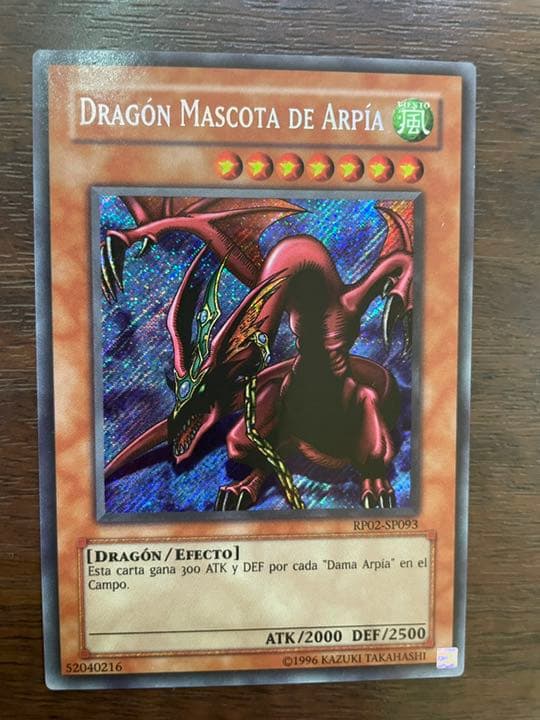 DRAGÓN MASCOTA DE ARPÍA
VIENTO
風
RP02-SP093
[DRAGÓN/EFECTO]
Esta carta gana 300 ATK y DEF por cada "Dama Arpía" en el
Campo.
ATK/2000 DEF/2500
52040216
©1996 KAZUKI TAKAHASHI